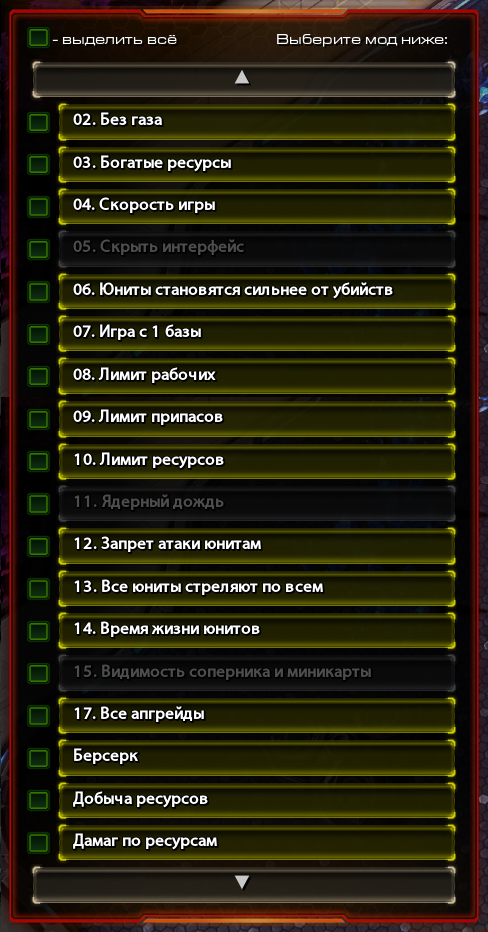 - выделить всё
Выберите мод ниже:
02. Без газа
03. Богатые ресурсы
04. Скорость игры
05. Скрыть интерфейс
06. Юниты становятся сильнее от убийств
07. Игра с 1 базы
08. Лимит рабочих
09. Лимит припасов
10. Лимит ресурсов
11. Ядерный дождь
12. Запрет атаки юнитам
13. Все юниты стреляют по всем
14. Время жизни юнитов
15. Видимость соперника и миникарты
17. Все апгрейды
Берсерк
Добыча ресурсов
Дамаг по ресурсам